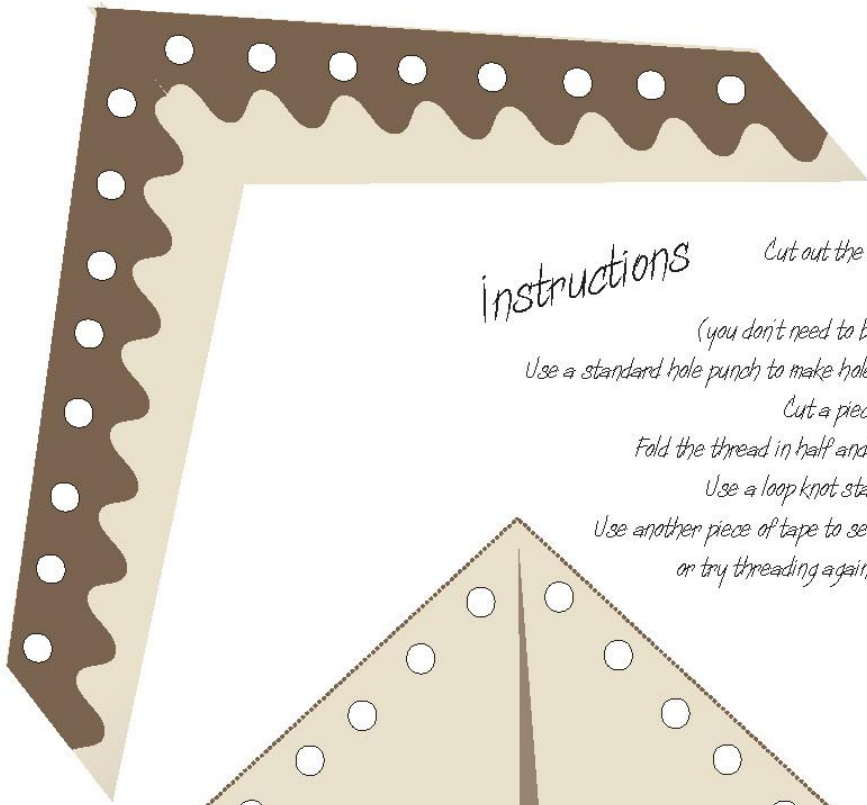 instructions
Cut out the
(you don't need to b
Use a standard hole punch to make hole
Cut a piec
Fold the thread in half and
Use a loop knot sta
Use another piece of tape to se
or try threading again